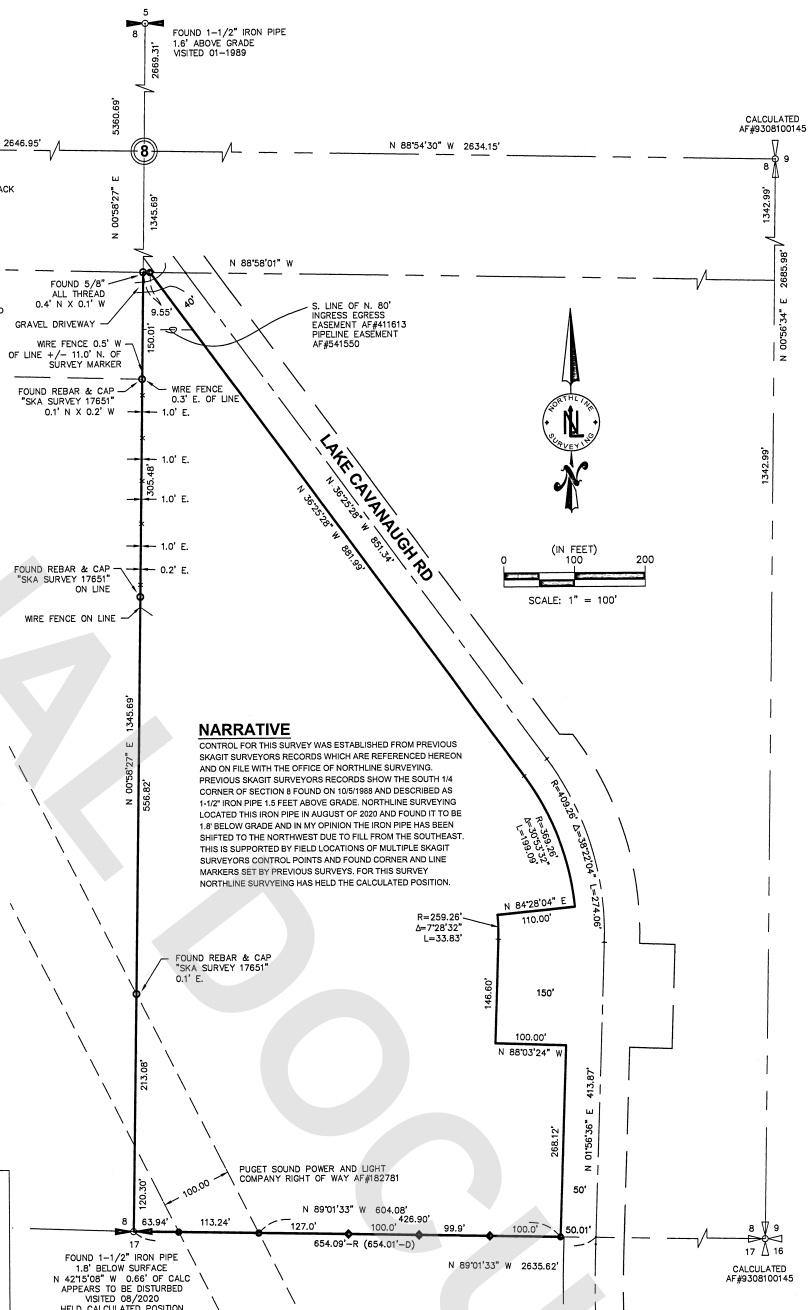 5
8
FOUND 1-1/2" IRON PIPE
1.6' ABOVE GRADE
VISITED 01-1989
2669.31'
5360.69'
CALCULATED
AF#9308100145
2646.95'
8
N 88°54'30" W 2634.15'
8 9
ACK
N 00°58'27" E
1345.69'
1342.99'
N 88°58'01" W
N 00°56'34" E 2685.98'
FOUND 5/8"
ALL THREAD
0.4' N X 0.1' W
9.55'
40'
S. LINE OF N. 80'
INGRESS EGRESS
EASEMENT AF#411613
PIPELINE EASEMENT
AF#541550
GRAVEL DRIVEWAY
150.01'
WIRE FENCE 0.5' W
OF LINE +/- 11.0' N. OF
SURVEY MARKER
FOUND REBAR & CAP
"SKA SURVEY 17651"
0.1' N X 0.2' W
WIRE FENCE
0.3' E. OF LINE
1.0' E.
NORTHLINE
NL
SURVEYING
N
LAKE CAVANAUGH RD
1.0' E.
305.48'
1.0' E.
N 36°25'28" W 851.34'
N 36°25'28" W 881.99'
1342.99'
1.0' E.
(IN FEET)
0 100 200
SCALE: 1" = 100'
FOUND REBAR & CAP
"SKA SURVEY 17651"
ON LINE
0.2' E.
WIRE FENCE ON LINE
N 00°58'27" E 1345.69'
556.82'
NARRATIVE
CONTROL FOR THIS SURVEY WAS ESTABLISHED FROM PREVIOUS
SKAGIT SURVEYORS RECORDS WHICH ARE REFERENCED HEREON
AND ON FILE WITH THE OFFICE OF NORTHLINE SURVEYING.
PREVIOUS SKAGIT SURVEYORS RECORDS SHOW THE SOUTH 1/4
CORNER OF SECTION 8 FOUND ON 10/5/1988 AND DESCRIBED AS
1-1/2" IRON PIPE 1.5 FEET ABOVE GRADE. NORTHLINE SURVEYING
LOCATED THIS IRON PIPE IN AUGUST OF 2020 AND FOUND IT TO BE
1.8' BELOW GRADE AND IN MY OPINION THE IRON PIPE HAS BEEN
SHIFTED TO THE NORTHWEST DUE TO FILL FROM THE SOUTHEAST.
THIS IS SUPPORTED BY FIELD LOCATIONS OF MULTIPLE SKAGIT
SURVEYORS CONTROL POINTS AND FOUND CORNER AND LINE
MARKERS SET BY PREVIOUS SURVEYS. FOR THIS SURVEY
NORTHLINE SURVYEING HAS HELD THE CALCULATED POSITION.
R=409.26' Δ=38°22'04" L=274.06'
R=369.26'
Δ=30°53'32"
L=199.09'
N 84°28'04" E
110.00'
R=259.26'
Δ=7°28'32"
L=33.83'
FOUND REBAR & CAP
"SKA SURVEY 17651"
0.1' E.
146.60'
150'
100.00'
N 88°03'24" W
213.08'
N 01°56'36" E 413.87'
268.12'
PUGET SOUND POWER AND LIGHT
COMPANY RIGHT OF WAY AF#182781
100.00
120.30'
50'
N 89°01'33" W 604.08'
426.90'
8 63.94' 113.24' 127.0' 100.0' 99.9' 100.0' 50.01'
8 9
17
654.09'-R (654.01'-D)
17 16
FOUND 1-1/2" IRON PIPE
1.8' BELOW SURFACE
N 42°15'08" W 0.66' OF CALC
APPEARS TO BE DISTURBED
VISITED 08/2020
HELD CALCULATED POSITION
N 89°01'33" W 2635.62'
CALCULATED
AF#9308100145
AL DOCU